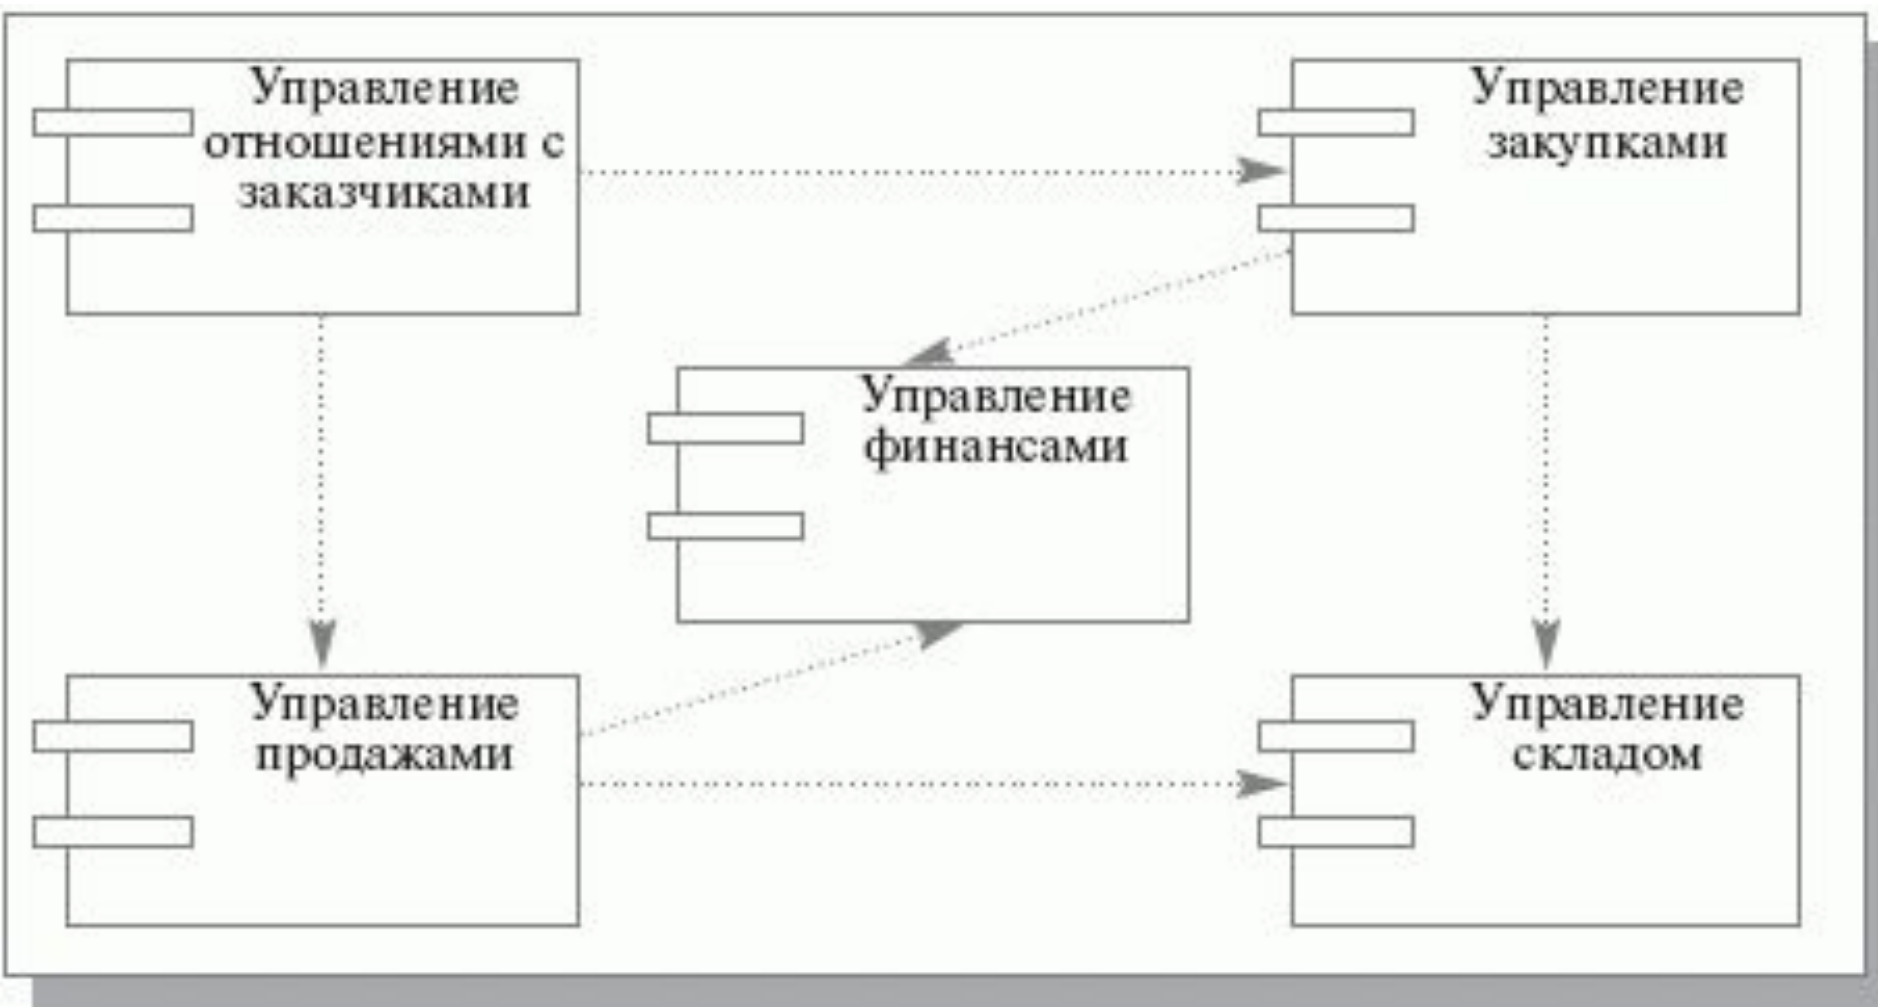 Управление
отношениями с
заказчиками
Управление
закупками
Управление
финансами
Управление
продажами
Управление
складом